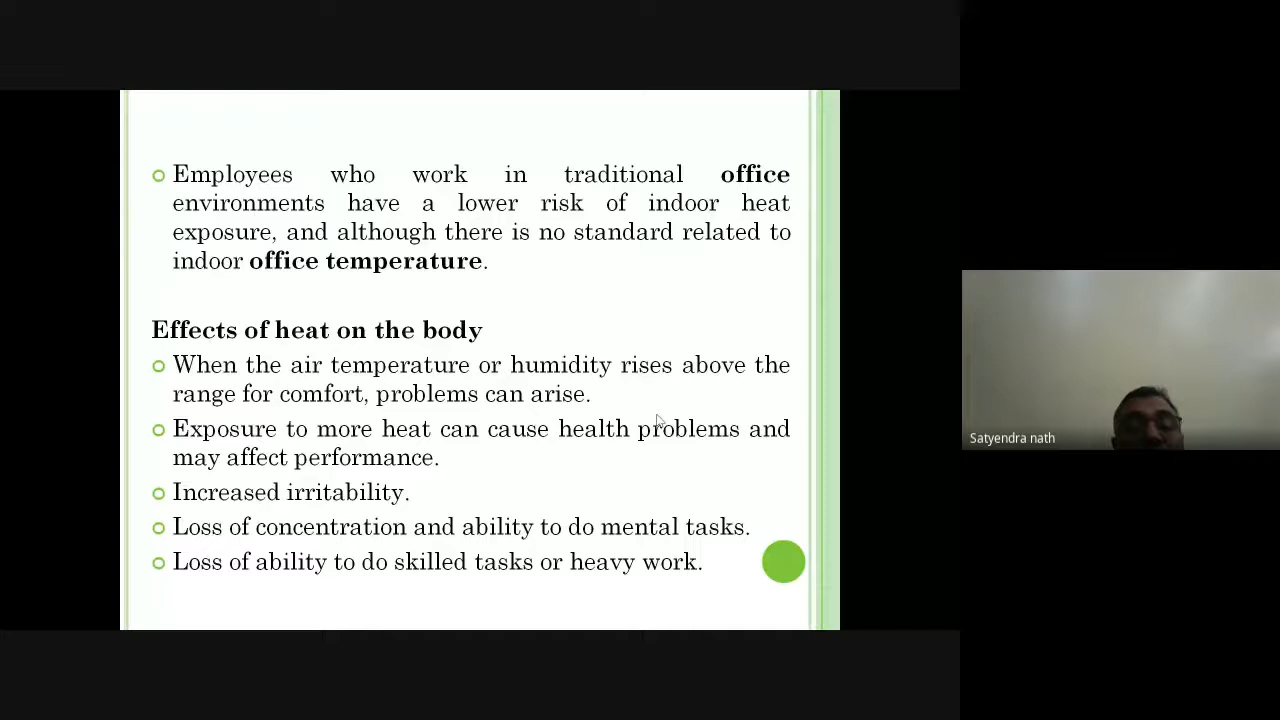 Employees who work in traditional office
environments have a lower risk of indoor heat
exposure, and although there is no standard related to
indoor office temperature.
Effects of heat on the body
When the air temperature or humidity rises above the
range for comfort, problems can arise.
Exposure to more heat can cause health problems and
may affect performance.
Increased irritability.
Loss of concentration and ability to do mental tasks.
Loss of ability to do skilled tasks or heavy work.
Satyendra nath